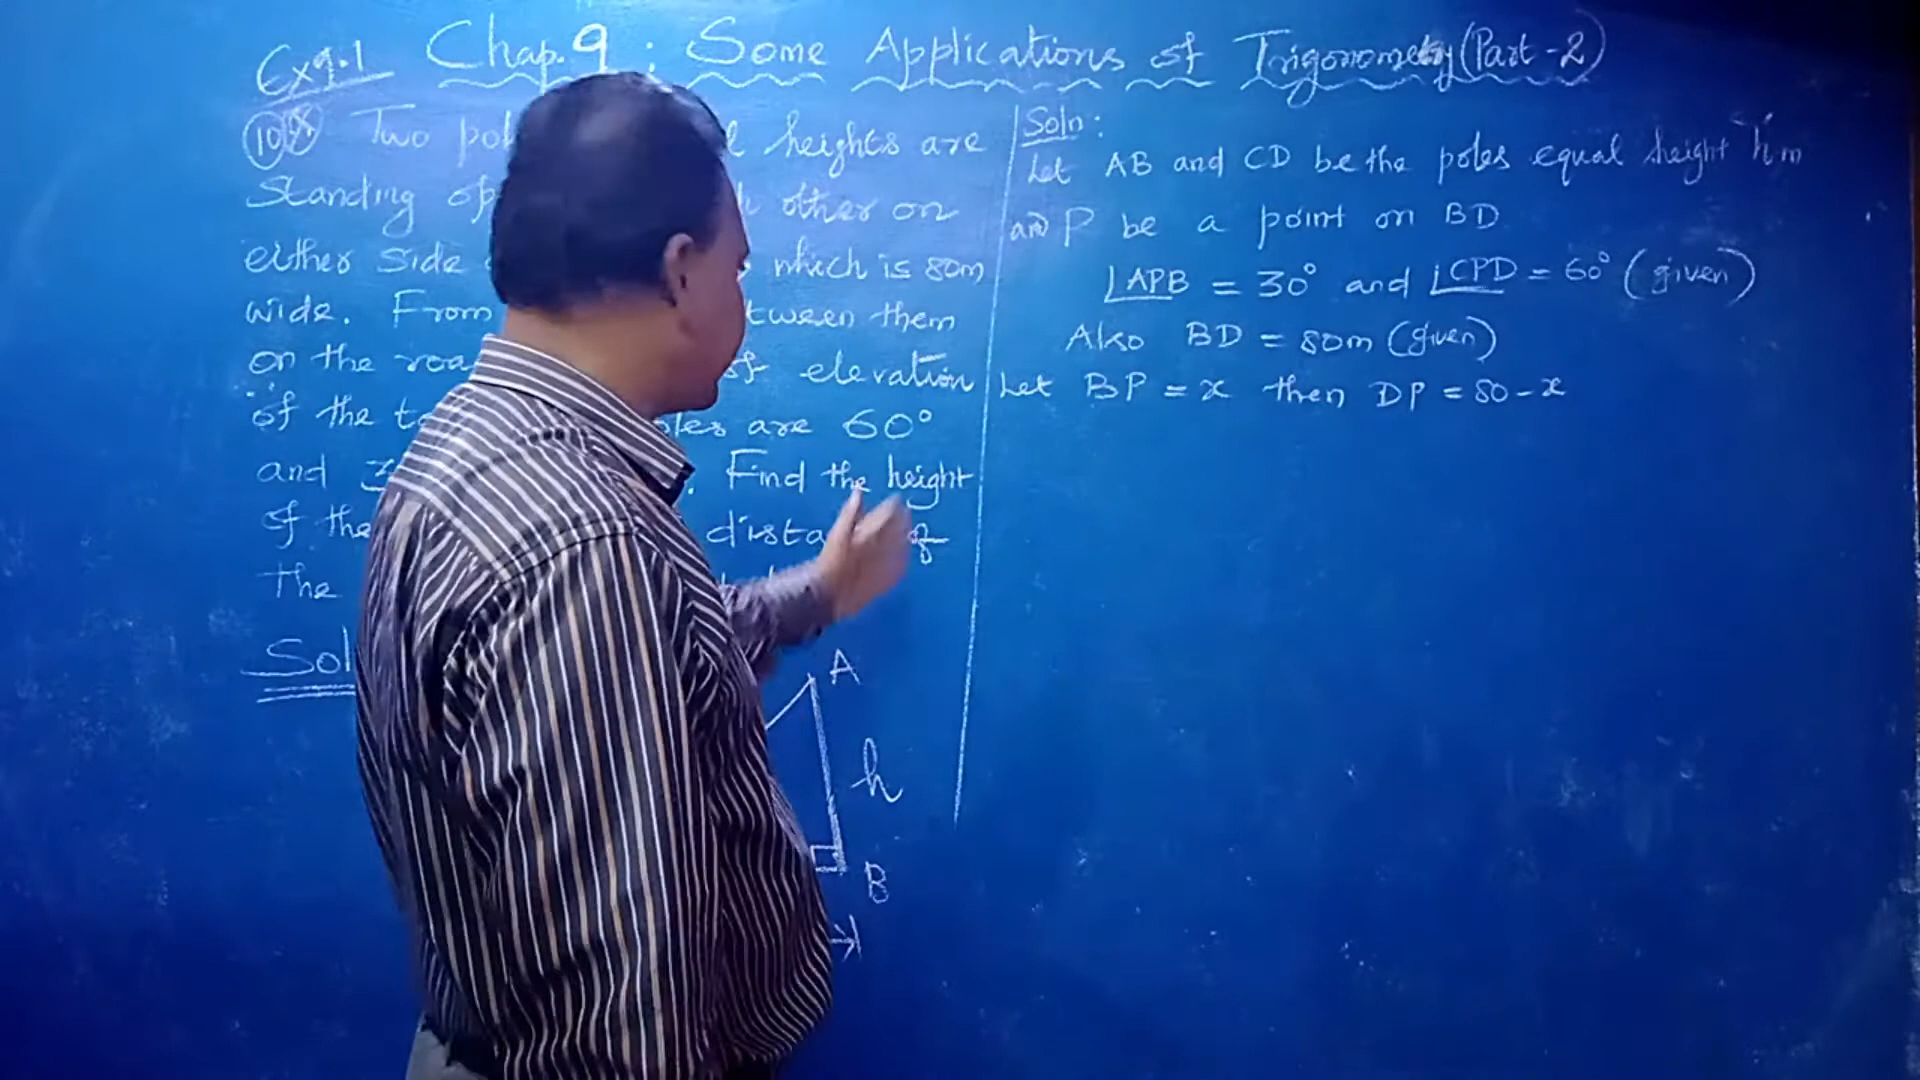 Ex9.1 Chap.9 : Some Applications of Trigonometry (Part-2)
10 Two heights are
Standing other on
either side which is 80m
wide. From tween them
on the of elevation
of the are 60°
and Find the height
of the of
The
Sol
A
h
B
Soln:
Let AB and CD be the poles equal height h m
and P be a point on BD
∠APB = 30° and ∠CPD = 60° (given)
Also BD = 80m (given)
Let BP = x then DP = 80-x